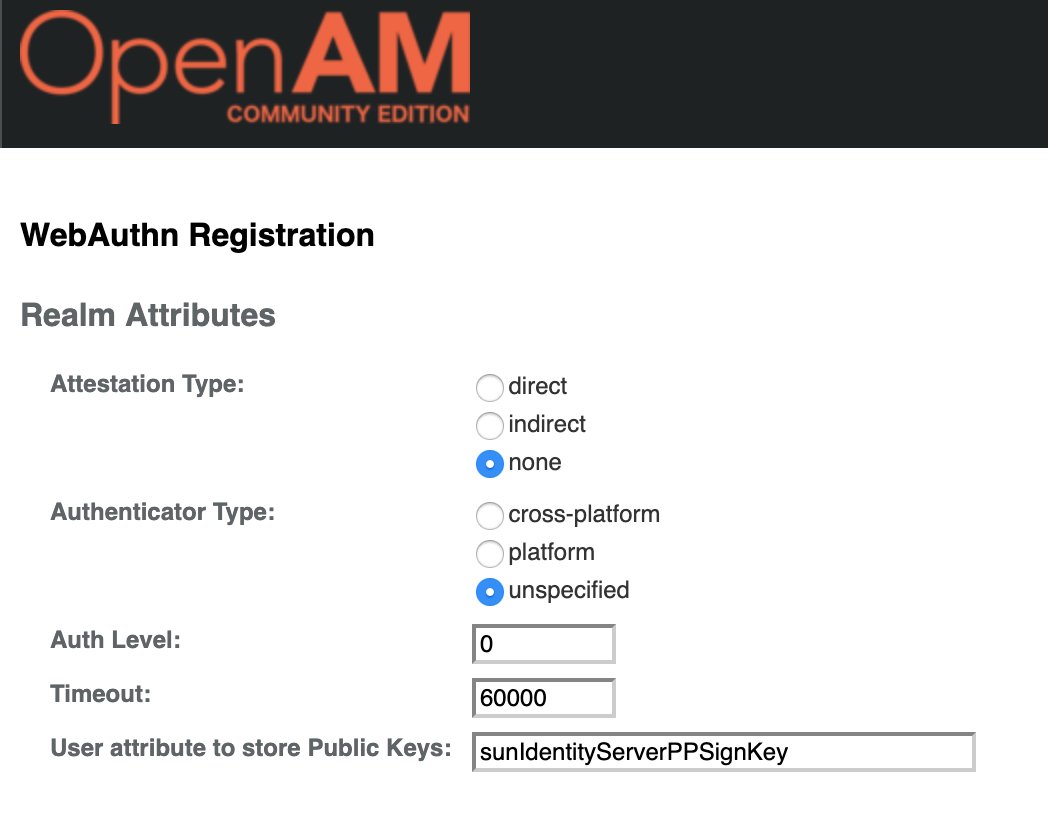 OpenAM
COMMUNITY EDITION
WebAuthn Registration
Realm Attributes
Attestation Type:
direct
indirect
none
Authenticator Type:
cross-platform
platform
unspecified
Auth Level:
0
Timeout:
60000
User attribute to store Public Keys:
sunIdentityServerPPSignKey